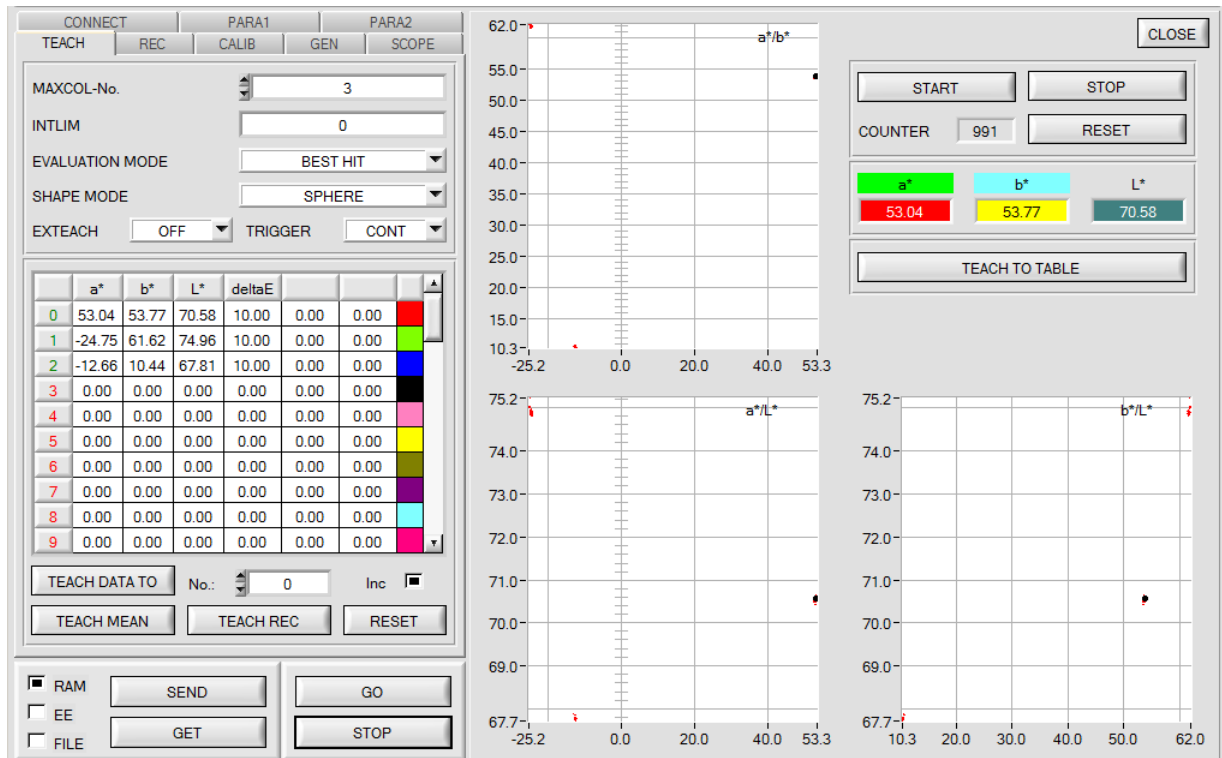 CONNECT PARA1 PARA2
TEACH REC CALIB GEN SCOPE
MAXCOL-No. 3
INTLIM 0
EVALUATION MODE BEST HIT
SHAPE MODE SPHERE
EXTEACH OFF TRIGGER CONT
a* b* L* deltaE
0 53.04 53.77 70.58 10.00 0.00 0.00
1 -24.75 61.62 74.96 10.00 0.00 0.00
2 -12.66 10.44 67.81 10.00 0.00 0.00
3 0.00 0.00 0.00 0.00 0.00 0.00
4 0.00 0.00 0.00 0.00 0.00 0.00
5 0.00 0.00 0.00 0.00 0.00 0.00
6 0.00 0.00 0.00 0.00 0.00 0.00
7 0.00 0.00 0.00 0.00 0.00 0.00
8 0.00 0.00 0.00 0.00 0.00 0.00
9 0.00 0.00 0.00 0.00 0.00 0.00
TEACH DATA TO No.: 0 Inc
TEACH MEAN TEACH REC RESET
RAM SEND GO
EE
FILE GET STOP
a*/b*
62.0
55.0
50.0
45.0
40.0
35.0
30.0
25.0
20.0
15.0
10.3
-25.2 0.0 20.0 40.0 53.3
a*/L*
75.2
74.0
73.0
72.0
71.0
70.0
69.0
67.7
-25.2 0.0 20.0 40.0 53.3
CLOSE
START STOP
COUNTER 991 RESET
a* b* L*
53.04 53.77 70.58
TEACH TO TABLE
b*/L*
75.2
74.0
73.0
72.0
71.0
70.0
69.0
67.7
10.3 20.0 30.0 40.0 50.0 62.0